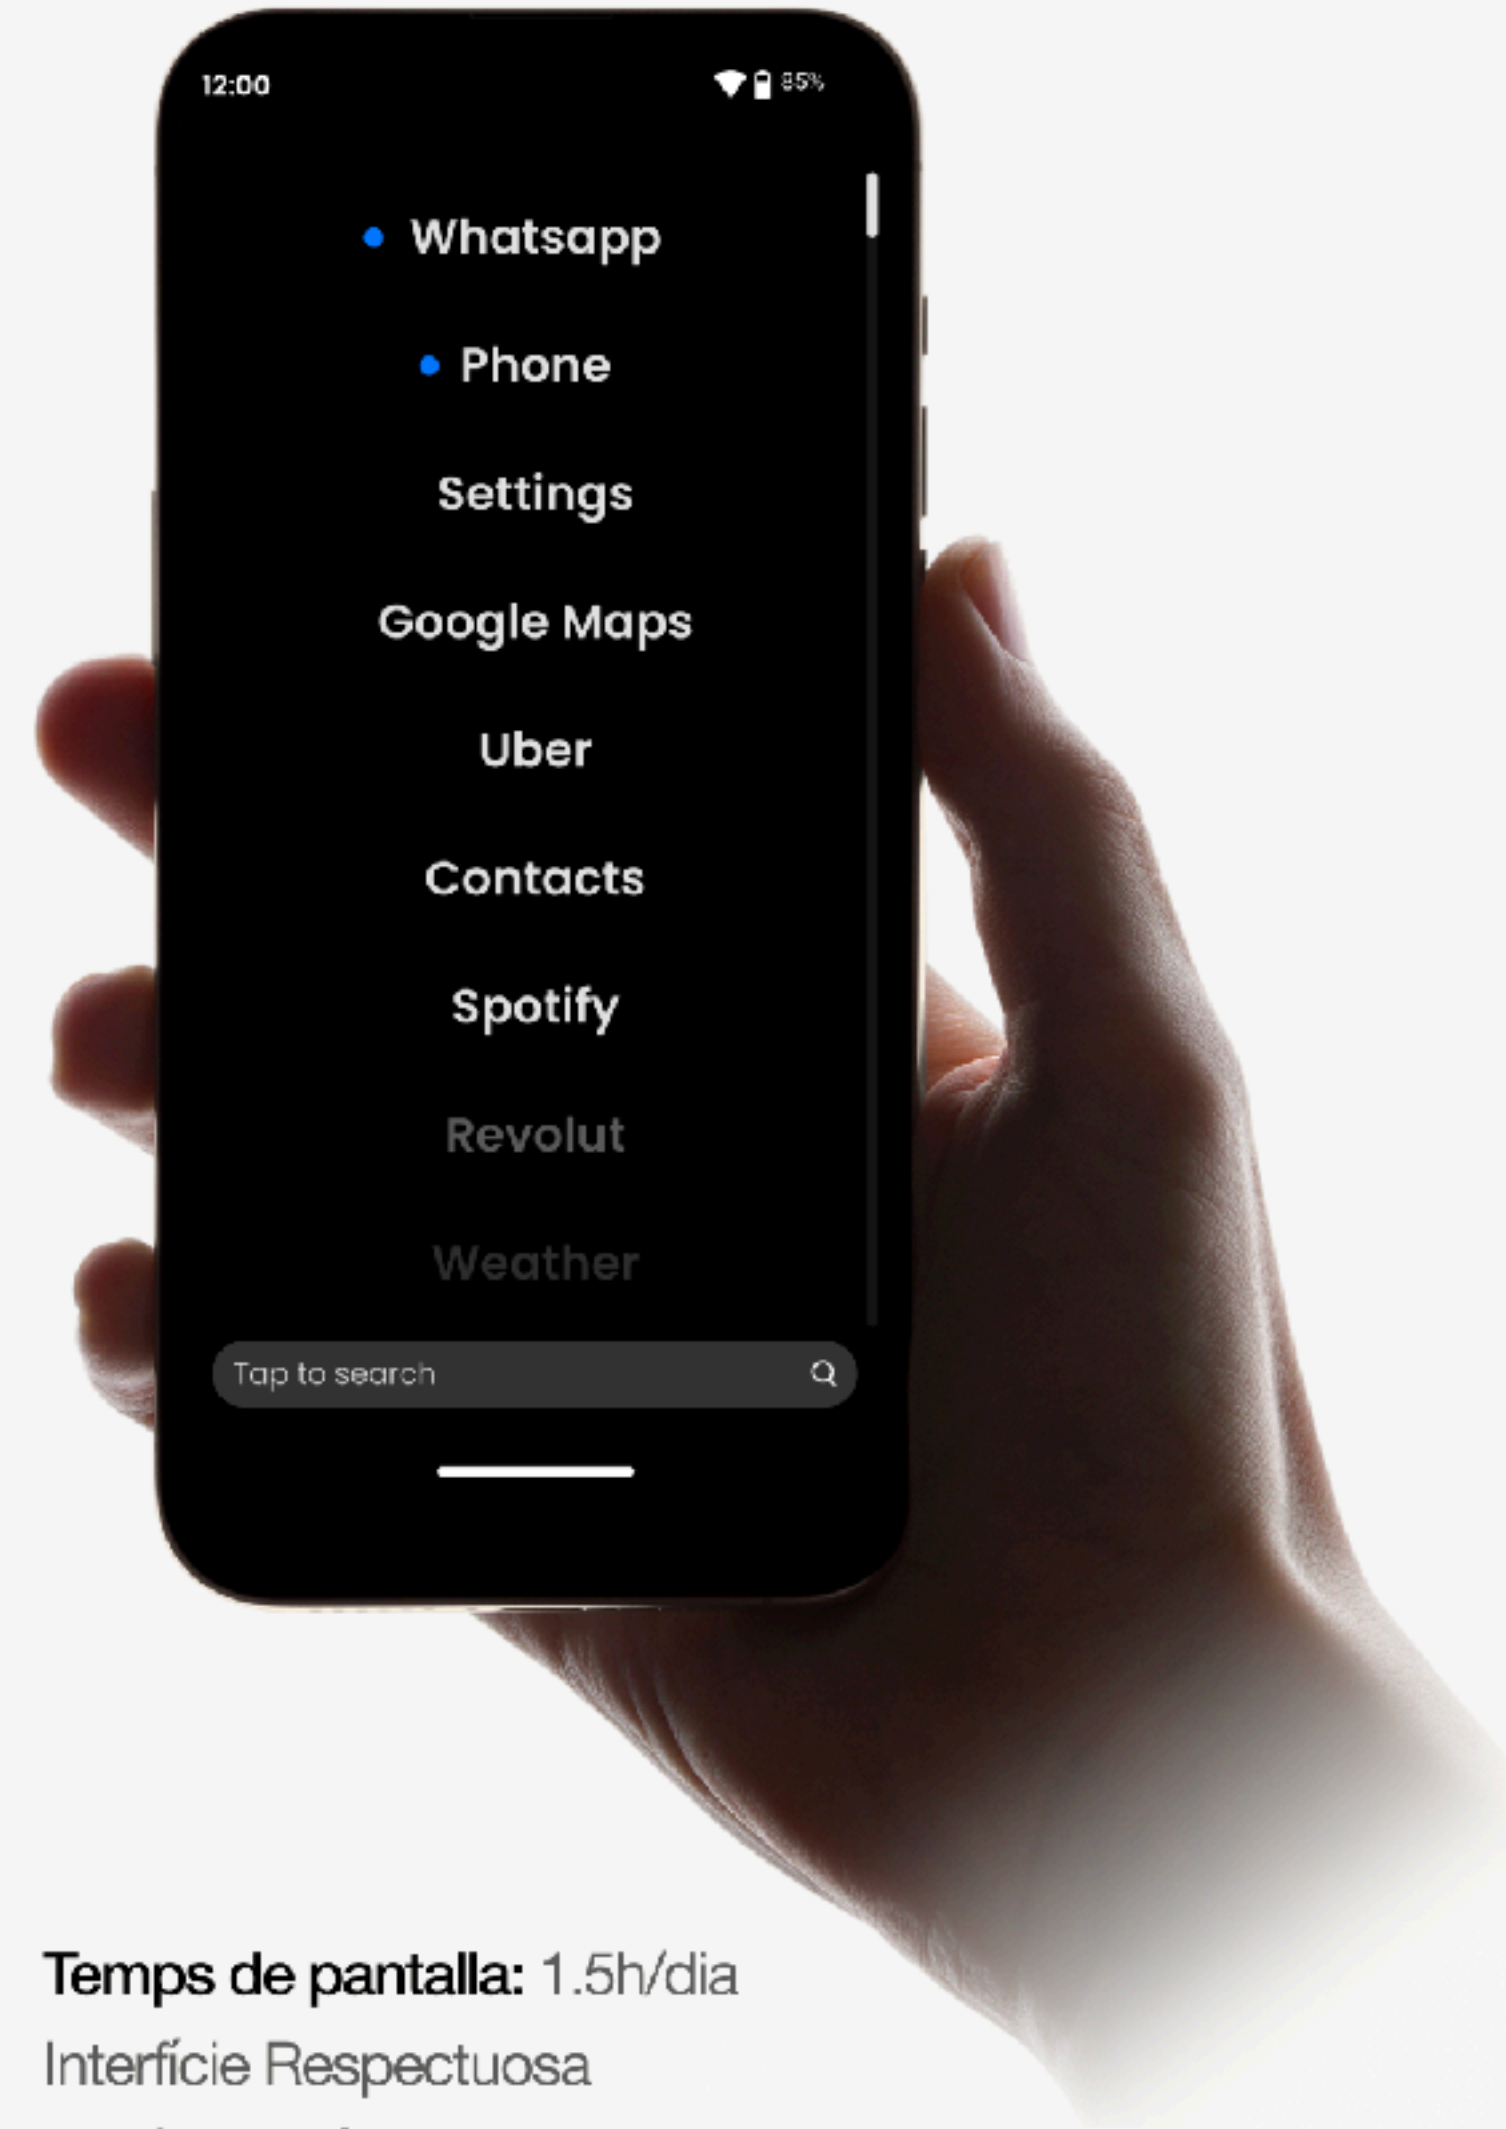 12:00 85%
Whatsapp
Phone
Settings
Google Maps
Uber
Contacts
Spotify
Revolut
Weather
Tap to search
Temps de pantalla: 1.5h/dia
Interfície Respectuosa